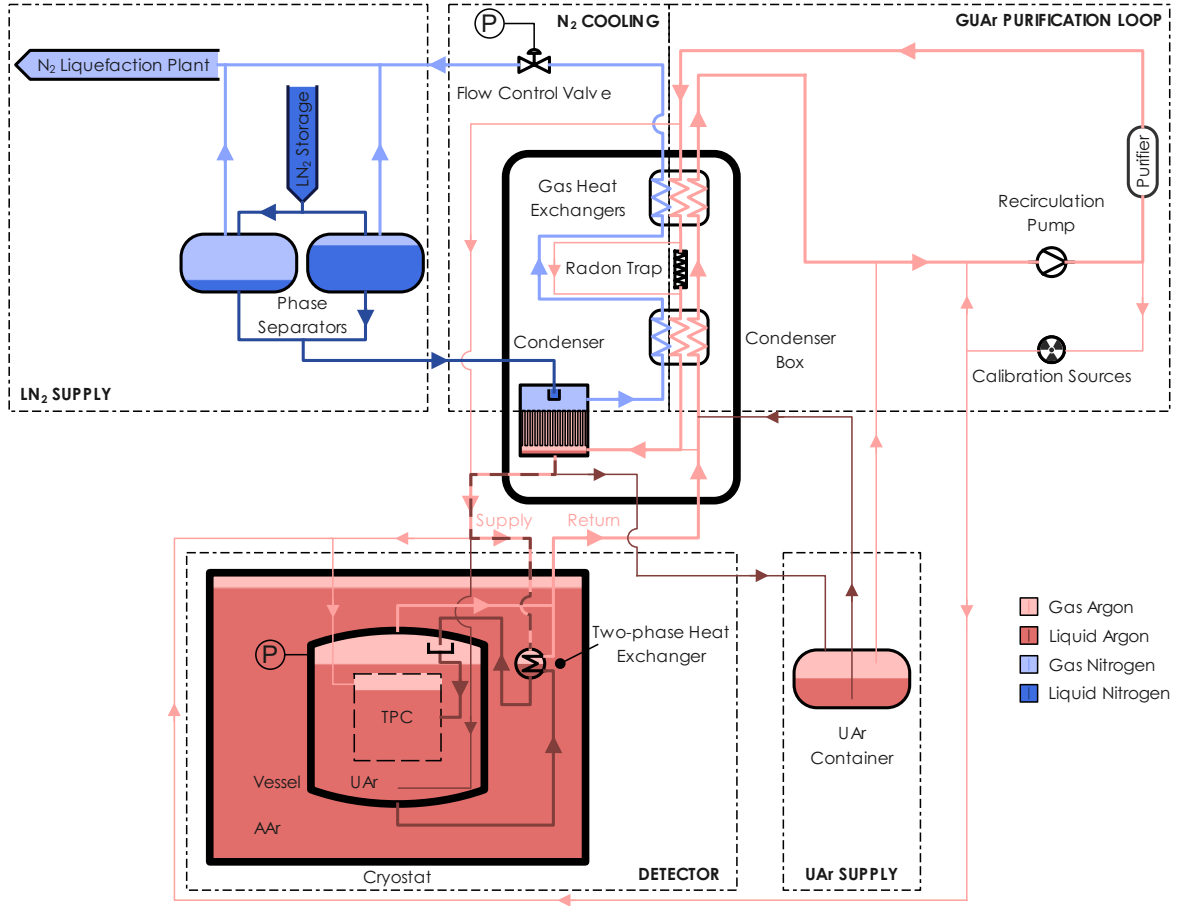 N₂ COOLING
GUAr PURIFICATION LOOP
P
N₂ Liquefaction Plant
Flow Control Valve
LN₂ Storage
Purifier
Gas Heat
Exchangers
Recirculation
Pump
Radon Trap
Phase
Separators
Condenser
Condenser
Box
Calibration Sources
LN₂ SUPPLY
Supply
Return
Gas Argon
Liquid Argon
Gas Nitrogen
Liquid Nitrogen
Two-phase Heat
Exchanger
P
TPC
UAr
Container
Vessel
UAr
AAr
Cryostat
DETECTOR
UAr SUPPLY